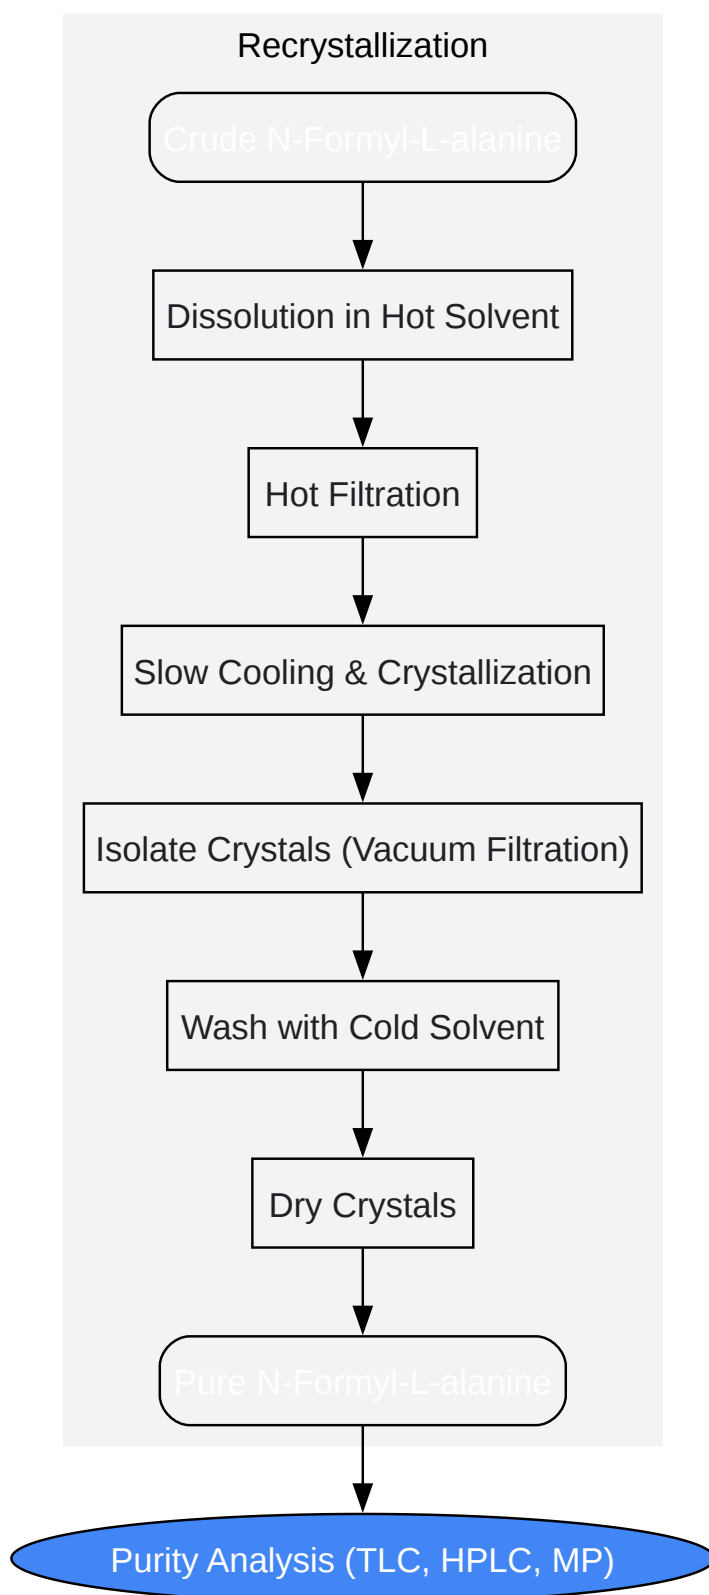 Recrystallization
Crude N-Formyl-L-alanine
Dissolution in Hot Solvent
Hot Filtration
Slow Cooling & Crystallization
Isolate Crystals (Vacuum Filtration)
Wash with Cold Solvent
Dry Crystals
Pure N-Formyl-L-alanine
Purity Analysis (TLC, HPLC, MP)